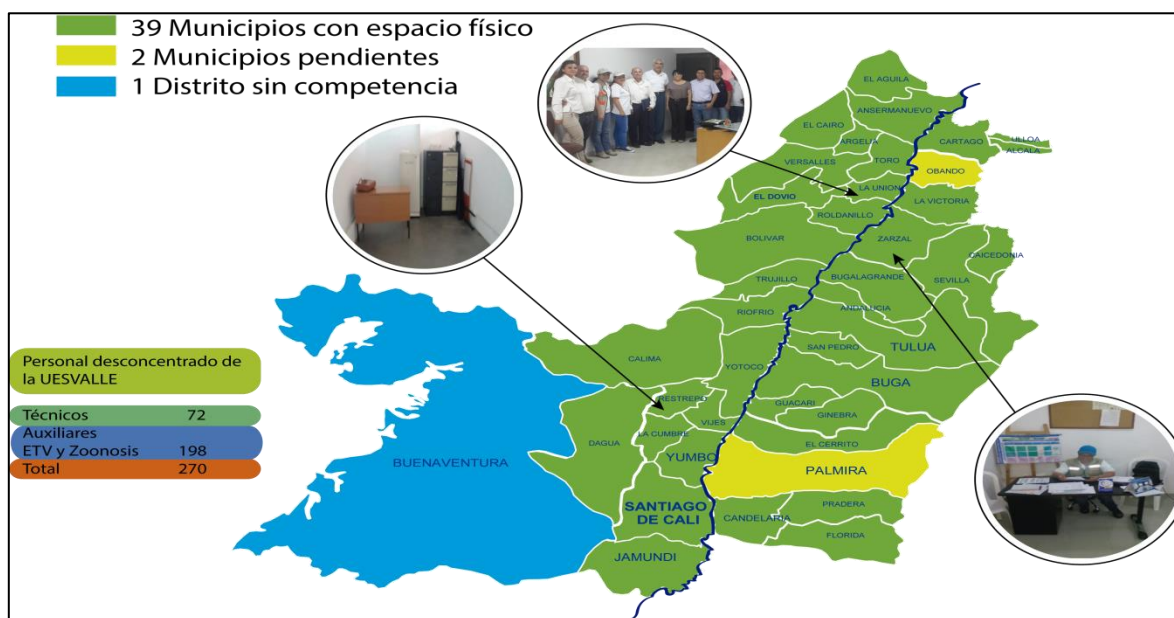 39 Municipios con espacio físico
2 Municipios pendientes
1 Distrito sin competencia
EL AGUILA
ANSERMANUEVO
EL CAIRO
ARGELIA
CARTAGO
ULLOA
ALCALA
VERSALLES
TORO
OBANDO
EL DOVIO
LA UNION
LA VICTORIA
ROLDANILLO
BOLIVAR
ZARZAL
CAICEDONIA
TRUJILLO
BUGALAGRANDE
SEVILLA
RIOFRIO
ANDALUCIA
SAN PEDRO
TULUA
CALIMA
YOTOCO
BUGA
RESTREPO
GUACARI
GINEBRA
VIJES
LA CUMBRE
DAGUA
EL CERRITO
YUMBO
BUENAVENTURA
PALMIRA
SANTIAGO
DE CALI
CANDELARIA
PRADERA
FLORIDA
JAMUNDI
Personal desconcentrado de
la UESVALLE
Técnicos 72
Auxiliares
ETV y Zoonosis 198
Total 270